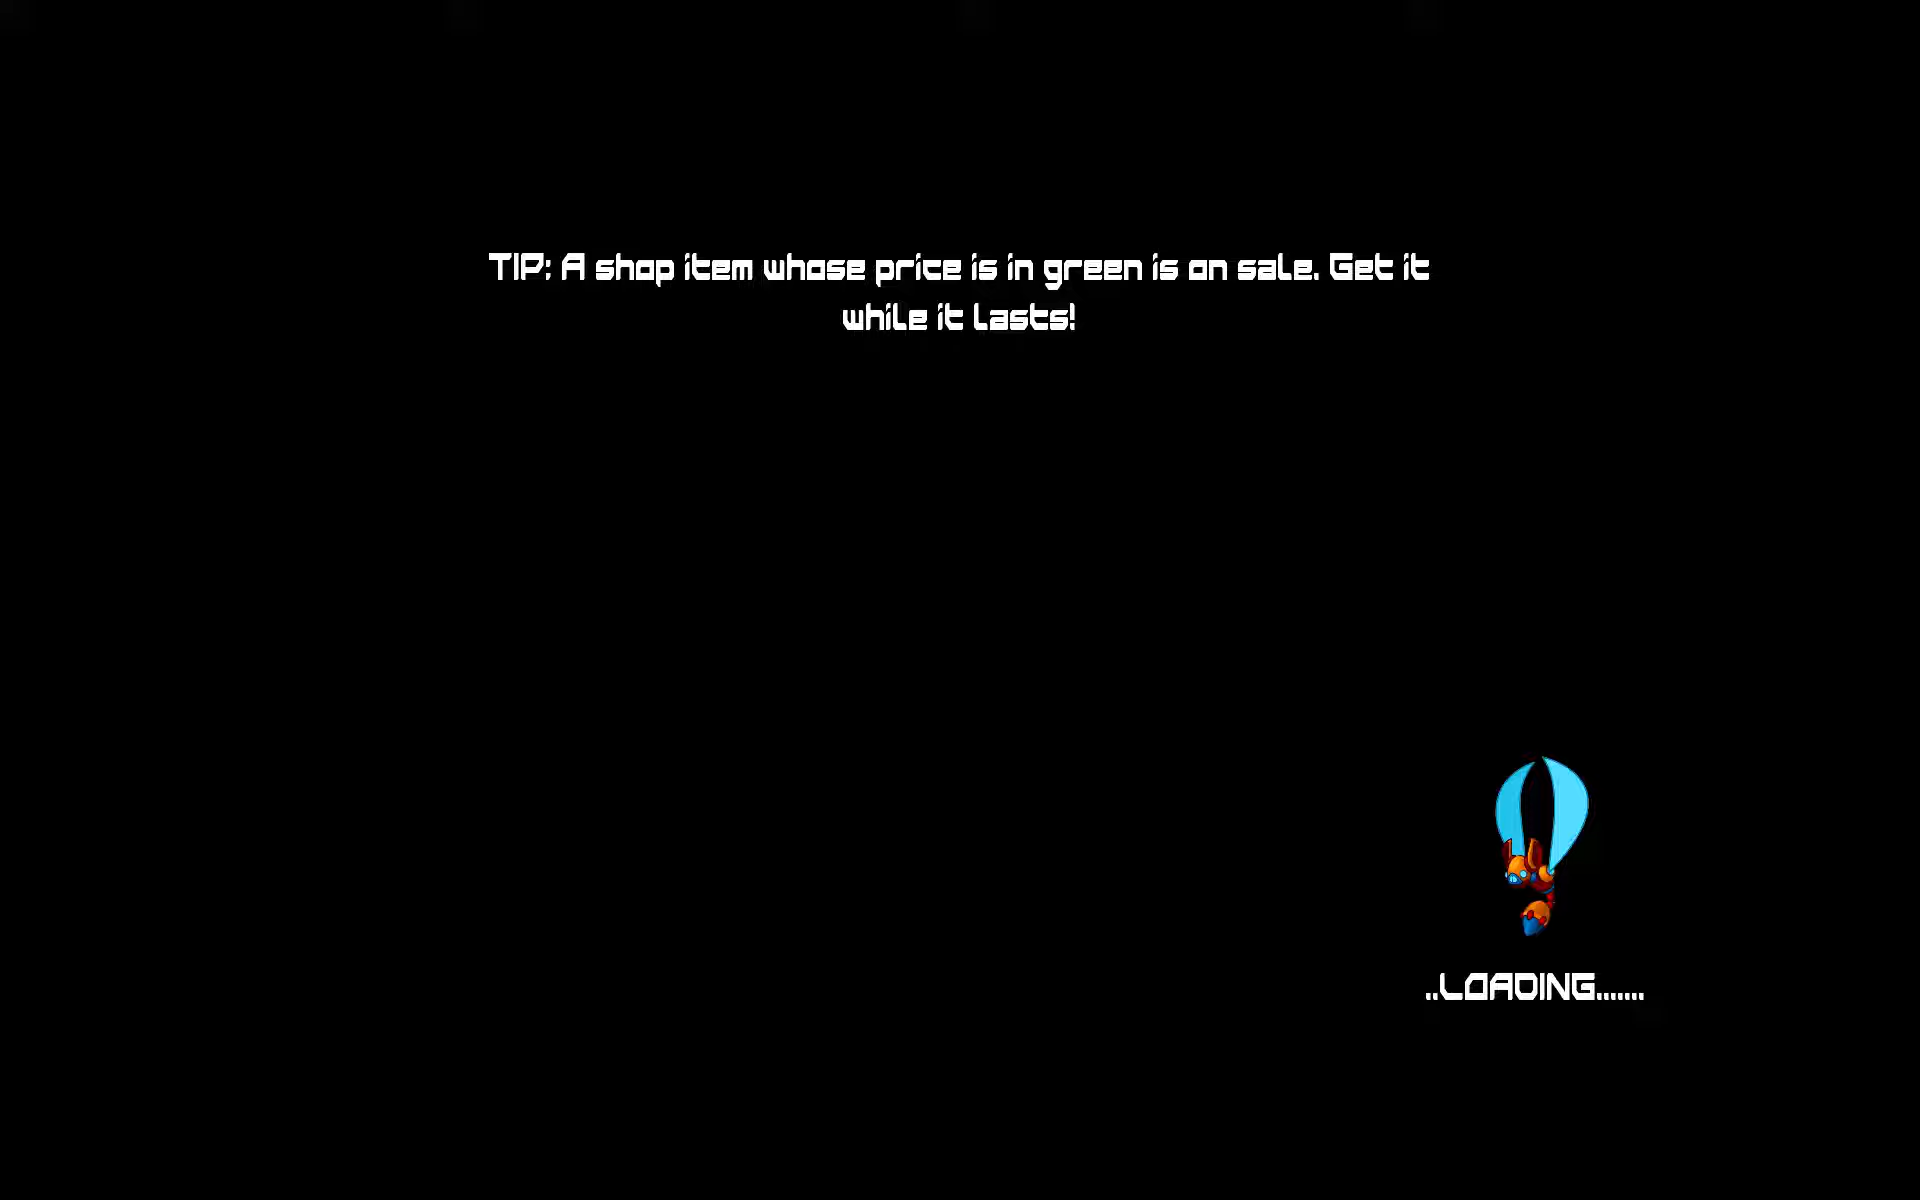 TIP: A shop item whose price is in green is on sale. Get it
while it lasts!
..LOADING.......